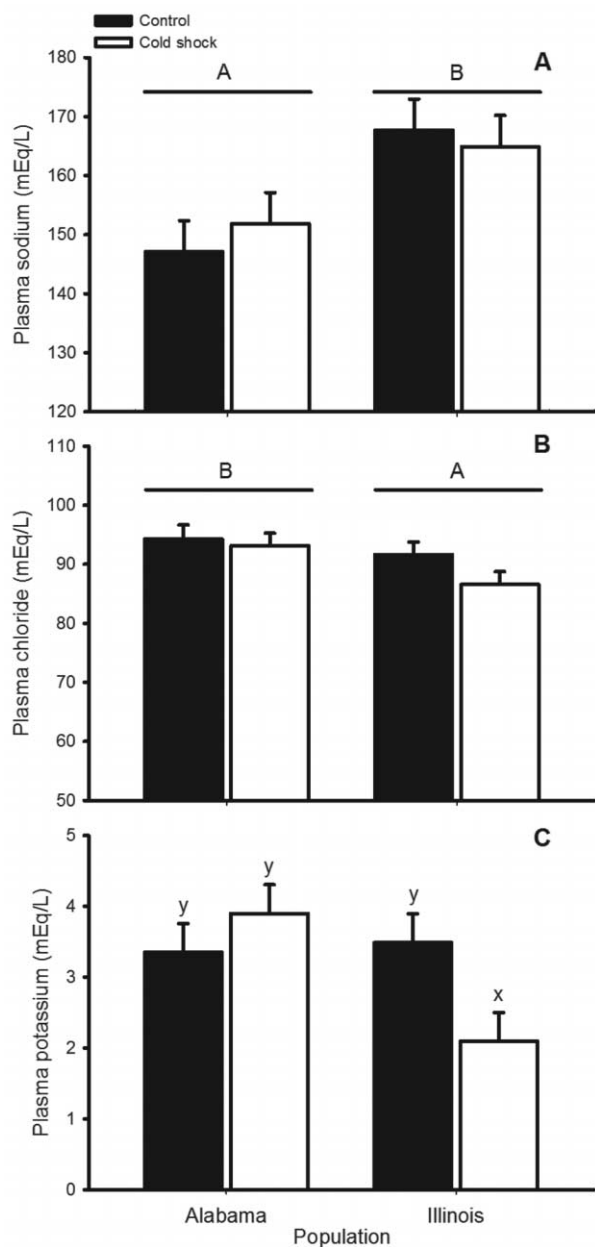 Control
Cold shock
A
A
B
180
170
160
150
140
130
120
Plasma sodium (mEq/L)
B
B
A
110
100
90
80
70
60
50
Plasma chloride (mEq/L)
C
y
y
y
x
5
4
3
2
1
0
Plasma potassium (mEq/L)
Alabama
Illinois
Population